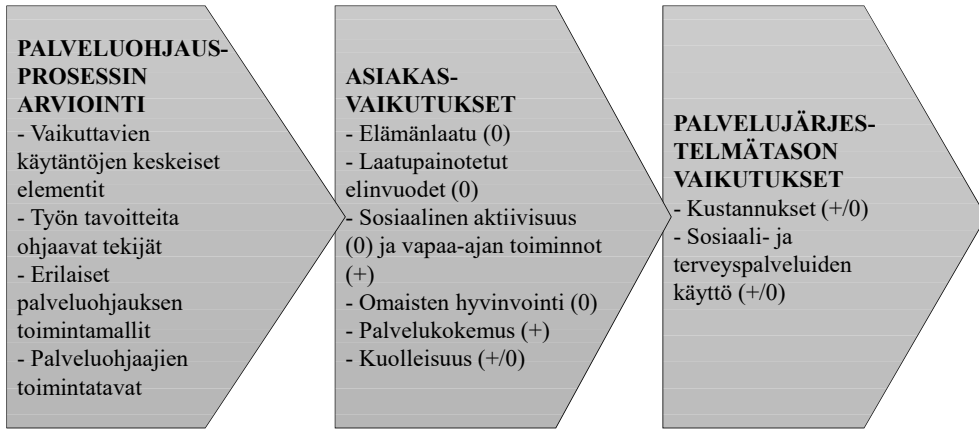 PALVELUOHJAUS-
PROSESSIN
ARVIOINTI
- Vaikuttavien
käytäntöjen keskeiset
elementit
- Työn tavoitteita
ohjaavat tekijät
- Erilaiset
palveluohjauksen
toimintamallit
- Palveluohjaajien
toimintatavat
ASIAKAS-
VAIKUTUKSET
- Elämänlaatu (0)
- Laatupainotetut
elinvuodet (0)
- Sosiaalinen aktiivisuus
(0) ja vapaa-ajan toiminnot
(+)
- Omaisten hyvinvointi (0)
- Palvelukokemus (+)
- Kuolleisuus (+/0)
PALVELUJÄRJES-
TELMÄTASON
VAIKUTUKSET
- Kustannukset (+/0)
- Sosiaali- ja
terveyspalveluiden
käyttö (+/0)